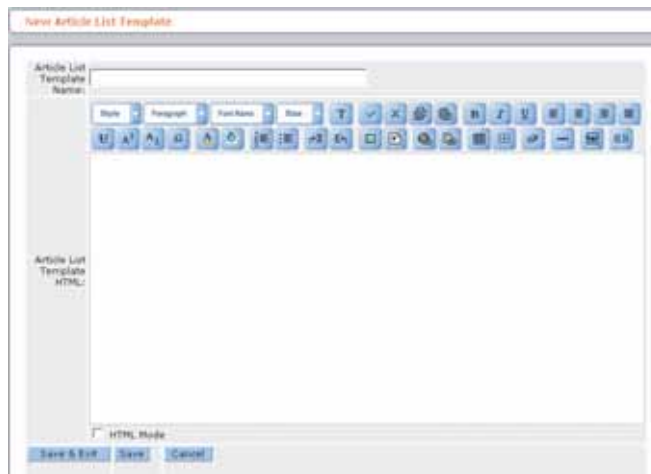 New Article List Template
Article List
Template
Name:
Style Paragraph Font Name Size
Article List
Template
HTML:
HTML Mode
Save & Exit Save Cancel